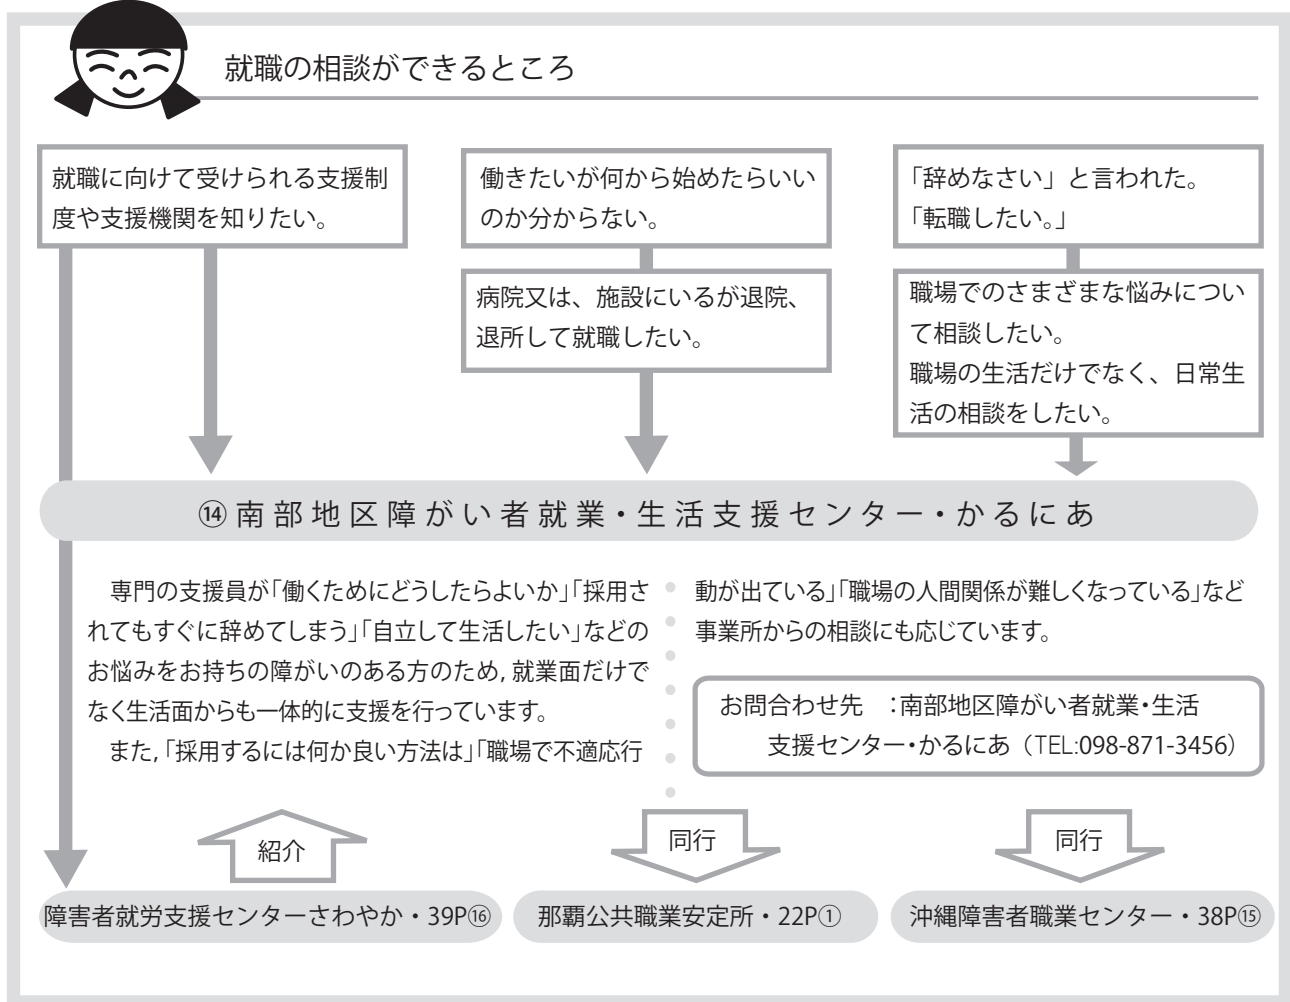 就職の相談ができるところ
就職に向けて受けられる支援制
度や支援機関を知りたい。
働きたいが何から始めたらいい
のか分からない。
病院又は、施設にいるが退院、
退所して就職したい。
「辞めなさい」と言われた。
「転職したい。」
職場でのさまざまな悩みについ
て相談したい。
職場の生活だけでなく、日常生
活の相談をしたい。
⑭南部地区障がい者就業・生活支援センター・かるにあ
専門の支援員が「働くためにどうしたらよいか」「採用さ
れてもすぐに辞めてしまう」「自立して生活したい」などの
お悩みをお持ちの障がいのある方のため,就業面だけで
なく生活面からも一体的に支援を行っています。
また,「採用するには何か良い方法は」「職場で不適応行
動が出ている」「職場の人間関係が難しくなっている」など
事業所からの相談にも応じています。
お問合わせ先　:南部地区障がい者就業・生活
支援センター・かるにあ（TEL:098-871-3456）
紹介
同行
同行
障害者就労支援センターさわやか・39P⑯
那覇公共職業安定所・22P①
沖縄障害者職業センター・38P⑮